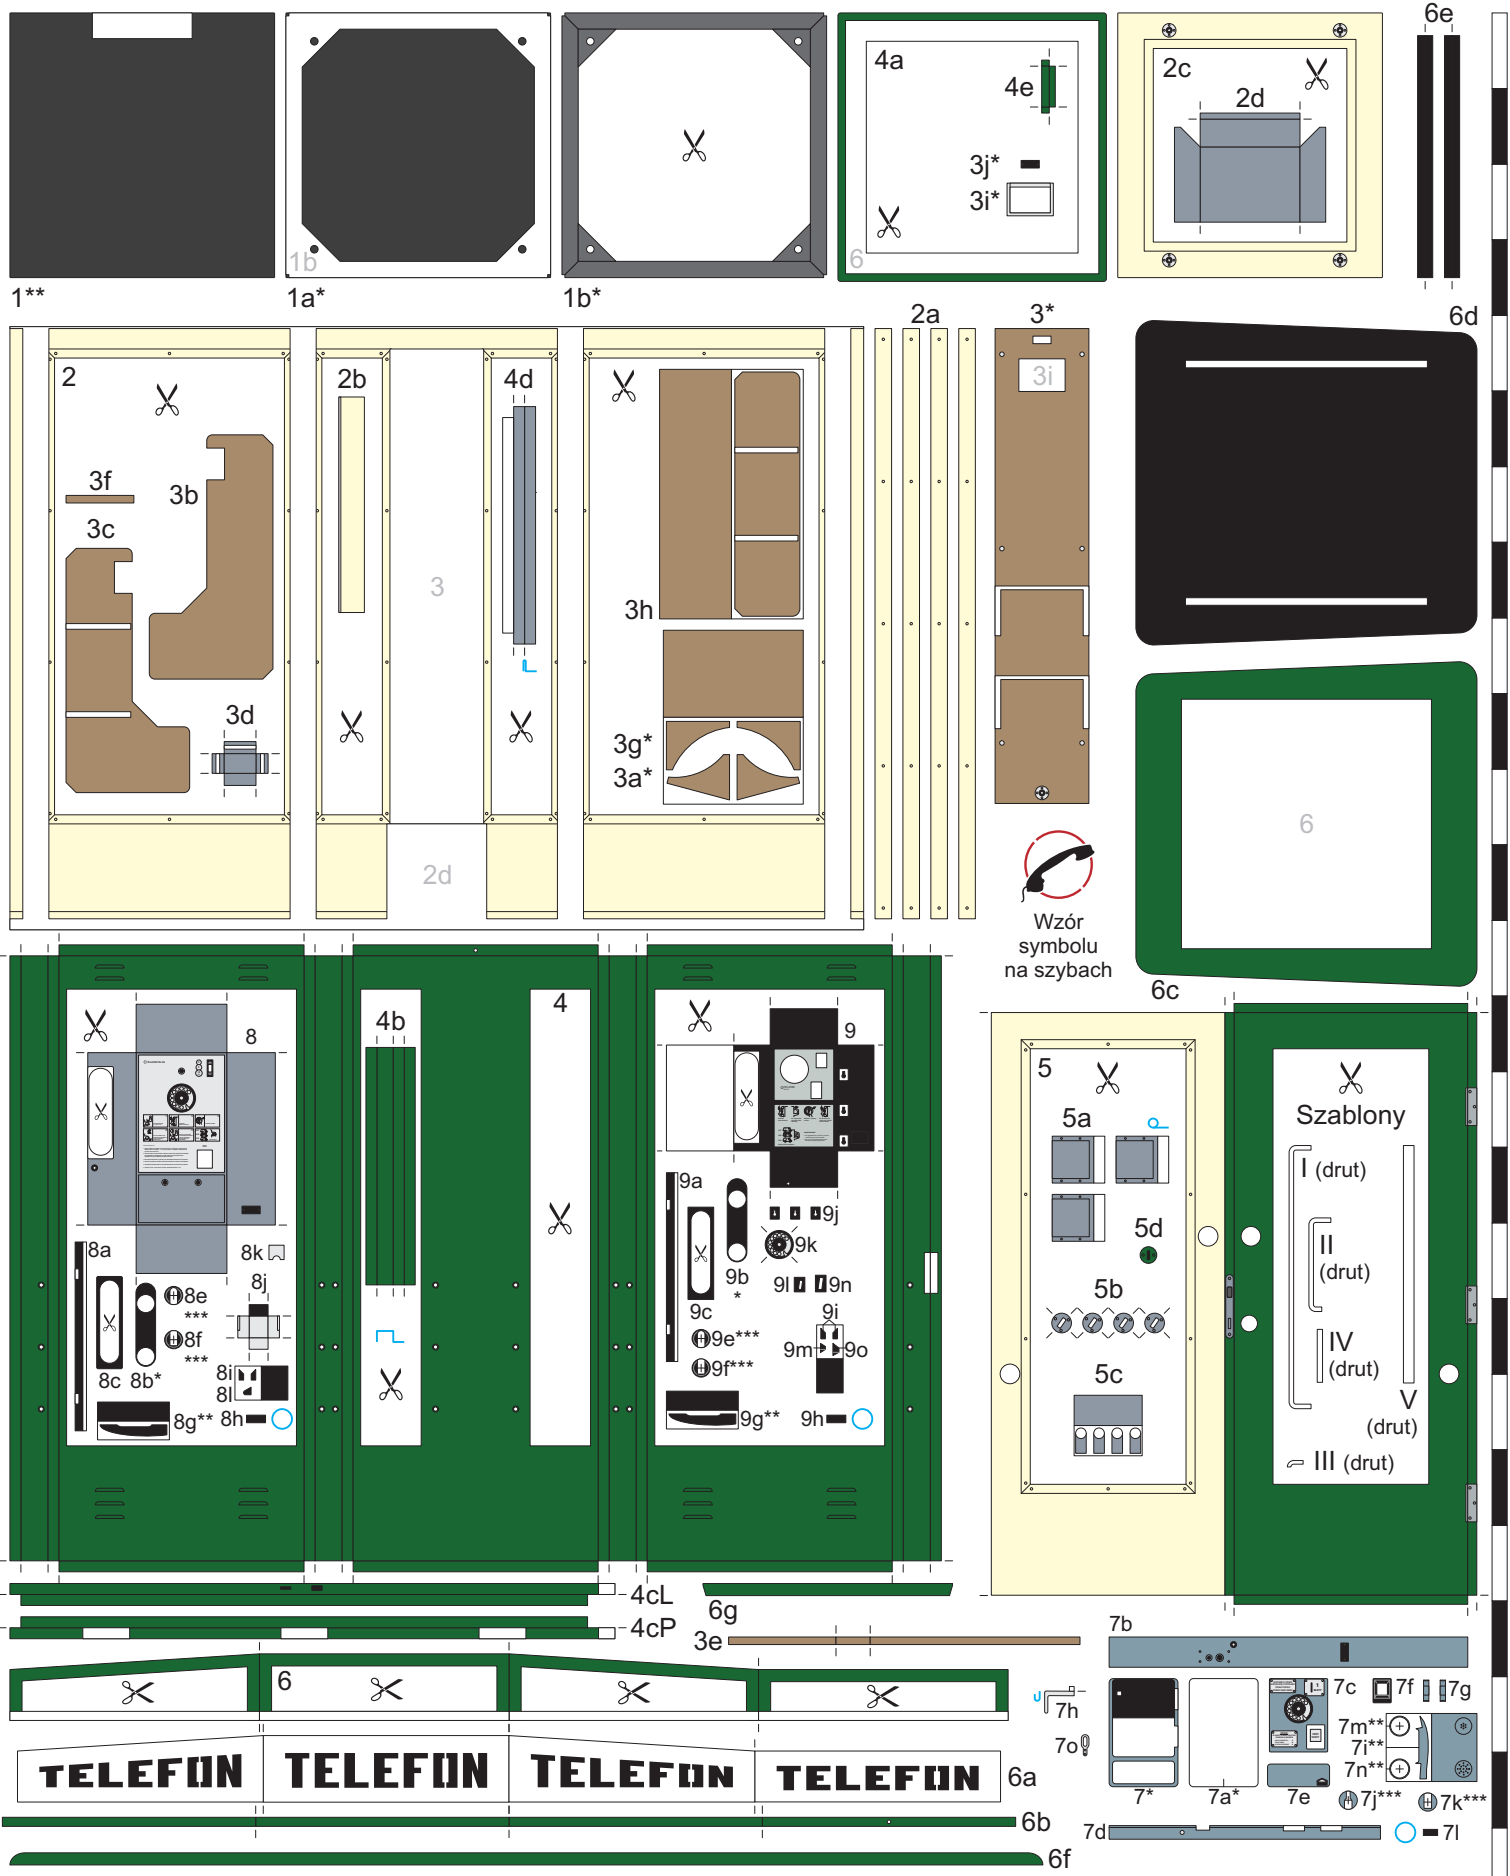 6e
4a
4e
3j*
3i*
6
2c
2d
1b
1**
1a*
1b*
2a
3*
6d
2
2b
4d
3i
3f
3b
3c
3
3h
3d
3g*
3a*
2d
Wzór
symbolu
na szybach
6
6c
8
4b
4
9
5
5a
Szablony
I (drut)
II
(drut)
5d
5b
IV
(drut)
5c
V
(drut)
III (drut)
8a
8k
8j
8e
***
8f
***
8c
8b*
8i
8l
8g**
8h
9a
9j
9k
9b
*
9l
9n
9c
9i
9e***
9m
9o
9f***
9g**
9h
4cL
6g
4cP
3e
7b
6
7h
7o
7c
7f
7g
7m**
7i**
7n**
7*
7a*
7e
7j***
7k***
7d
7l
TELEFON
TELEFON
TELEFON
TELEFON
6a
6b
6f